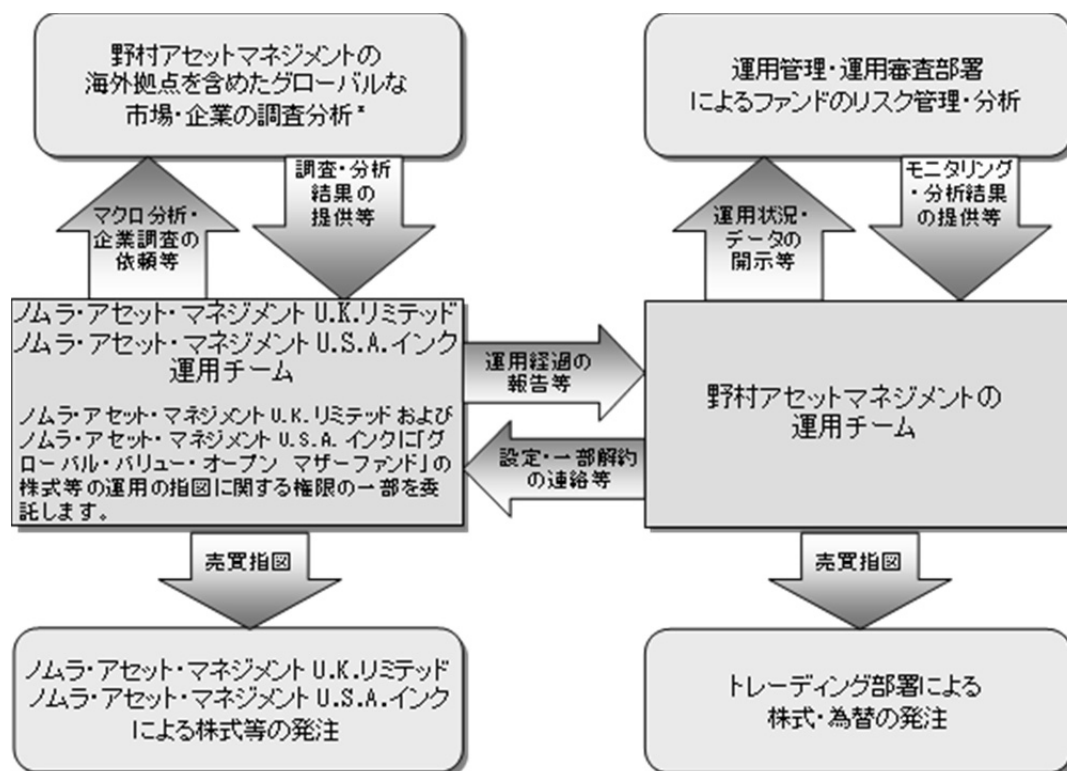 野村アセットマネジメントの
海外拠点を含めたグローバルな
市場・企業の調査分析*
運用管理・運用審査部署
によるファンドのリスク管理・分析
マクロ分析・
企業調査の
依頼等
調査・分析
結果の
提供等
運用状況・
データの
開示等
モニタリング
・分析結果
の提供等
ノムラ・アセット・マネジメント U.K.リミテッド
ノムラ・アセット・マネジメント U.S.A.インク
運用チーム
ノムラ・アセット・マネジメント U.K.リミテッド および
ノムラ・アセット・マネジメント U.S.A. インクに「グ
ローバル・バリュー・オープン マザーファンド」の
株式等の運用の指図に関する権限の一部を委
託します。
運用経過の
報告等
設定・一部解約
の連絡等
野村アセットマネジメントの
運用チーム
売買指図
売買指図
ノムラ・アセット・マネジメント U.K.リミテッド
ノムラ・アセット・マネジメント U.S.A.インク
による株式等の発注
トレーディング部署による
株式・為替の発注